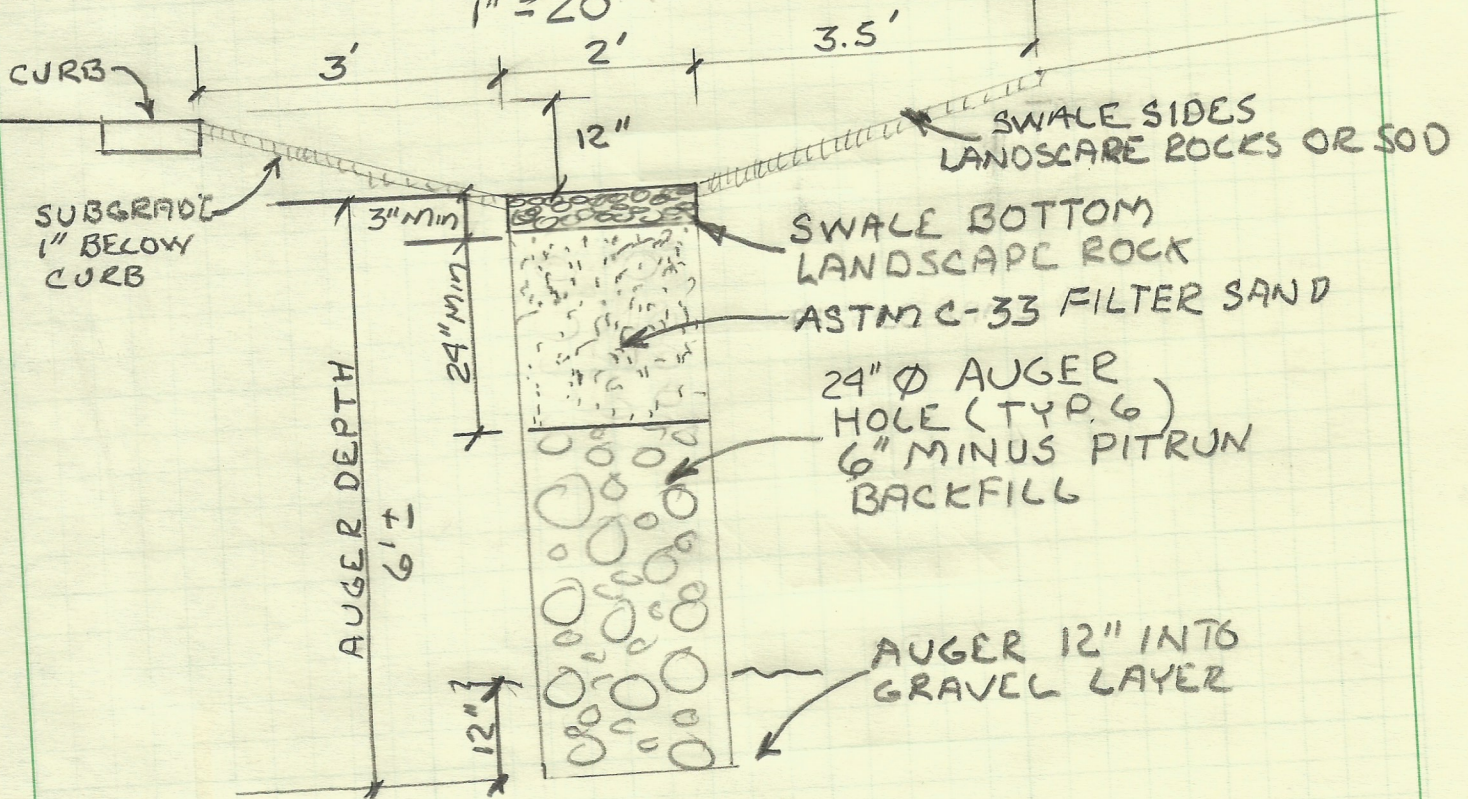 1" = 20'
3'
2'
3.5'
CURB
12"
SWALE SIDES
LANDSCAPE ROCKS OR SOD
SUBGRADE
1" BELOW
CURB
3" MIN
SWALE BOTTOM
LANDSCAPE ROCK
24" MIN
ASTM C-33 FILTER SAND
24" Ø AUGER
HOLE (TYP. 6)
6" MINUS PITRUN
BACKFILL
AUGER DEPTH
6'±
12"
AUGER 12" INTO
GRAVEL LAYER